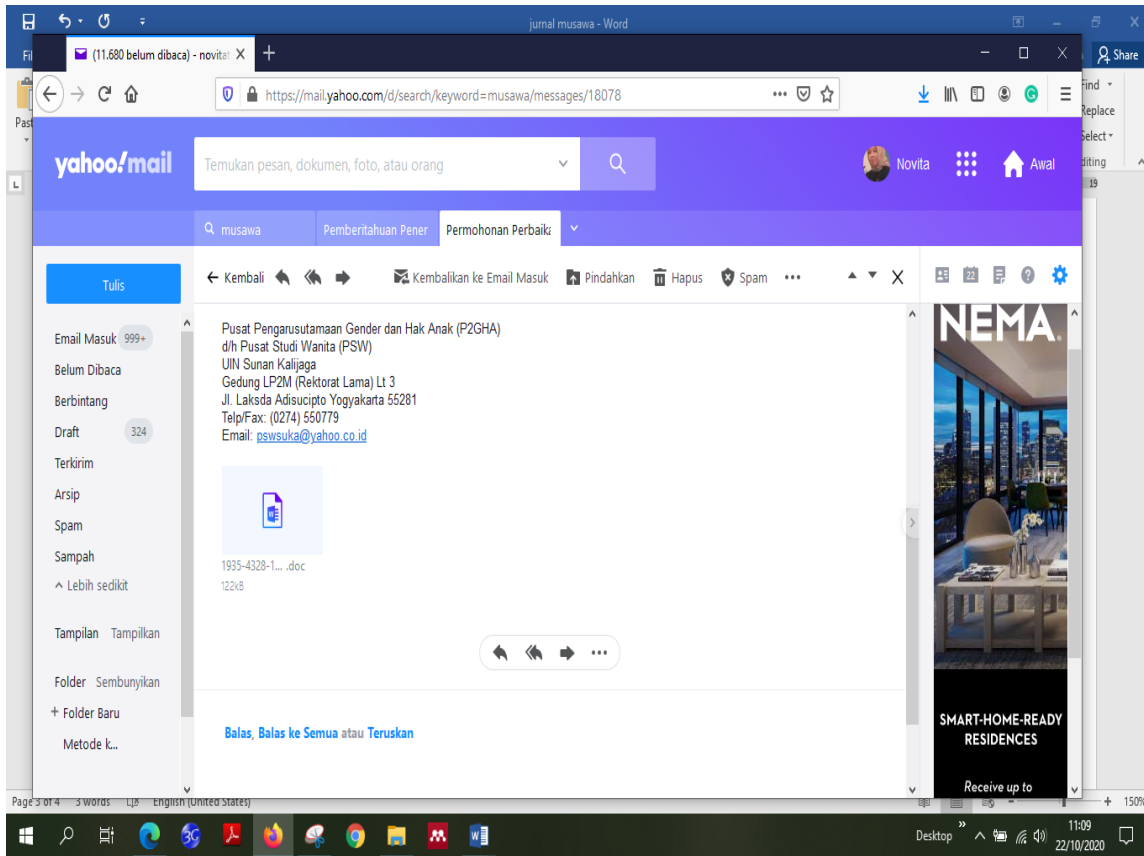 jurnal musawa - Word
Share
(11.680 belum dibaca) - novitat
https://mail.yahoo.com/d/search/keyword=musawa/messages/18078
Find
Replace
Select
yahoo!mail
Temukan pesan, dokumen, foto, atau orang
Novita
Awal
19
musawa
Pemberitahuan Pener
Permohonan Perbaika
Tulis
Kembali
Kembalikan ke Email Masuk
Pindahkan
Hapus
Spam
22
Email Masuk 999+
Belum Dibaca
Berbintang
Draft 324
Terkirim
Arsip
Spam
Sampah
Lebih sedikit
Tampilan Tampilkan
Folder Sembunyikan
+ Folder Baru
Metode k...
Pusat Pengarusutamaan Gender dan Hak Anak (P2GHA)
d/h Pusat Studi Wanita (PSW)
UIN Sunan Kalijaga
Gedung LP2M (Rektorat Lama) Lt 3
Jl. Laksda Adisucipto Yogyakarta 55281
Telp/Fax: (0274) 550779
Email: pswsuka@yahoo.co.id
1935-4328-1... .doc
122kB
Balas, Balas ke Semua atau Teruskan
NEMA
SMART-HOME-READY
RESIDENCES
Receive up to
Page 3 of 4 3 words English (United States)
150%
Desktop
11:09
22/10/2020